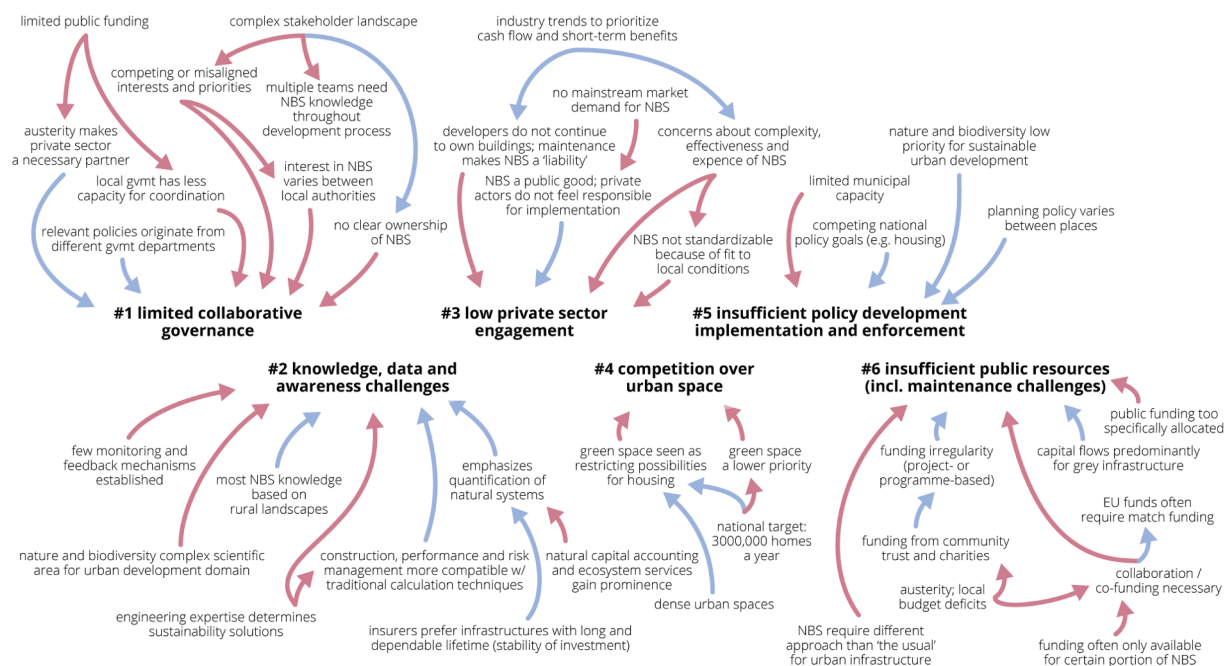 limited public funding
complex stakeholder landscape
industry trends to prioritize
cash flow and short-term benefits
competing or misaligned
interests and priorities
multiple teams need
NBS knowledge
throughout
development process
no mainstream market
demand for NBS
austerity makes
private sector
a necessary partner
developers do not continue
to own buildings; maintenance
makes NBS a ‘liability’
concerns about complexity,
effectiveness and
expence of NBS
nature and biodiversity low
priority for sustainable
urban development
local gvmt has less
capacity for coordination
interest in NBS
varies between
local authorities
NBS a public good; private
actors do not feel responsible
for implementation
limited municipal
capacity
relevant policies originate from
different gvmt departments
no clear ownership
of NBS
NBS not standardizable
because of fit to
local conditions
competing national
policy goals (e.g. housing)
planning policy varies
between places
#1 limited collaborative
governance
#3 low private sector
engagement
#5 insufficient policy development
implementation and enforcement
#2 knowledge, data and
awareness challenges
#4 competition over
urban space
#6 insufficient public resources
(incl. maintenance challenges)
few monitoring and
feedback mechanisms
established
most NBS knowledge
based on
rural landscapes
emphasizes
quantification of
natural systems
green space seen as
restricting possibilities
for housing
green space
a lower priority
funding irregularity
(project- or
programme-based)
public funding too
specifically allocated
capital flows predominantly
for grey infrastructure
EU funds often
require match funding
nature and biodiversity complex scientific
area for urban development domain
construction, performance and risk
management more compatible w/
traditional calculation techniques
natural capital accounting
and ecosystem services
gain prominence
national target:
3000,000 homes
a year
funding from community
trust and charities
engineering expertise determines
sustainability solutions
dense urban spaces
austerity; local
budget deficits
collaboration /
co-funding necessary
insurers prefer infrastructures with long and
dependable lifetime (stability of investment)
NBS require different
approach than ‘the usual’
for urban infrastructure
funding often only available
for certain portion of NBS